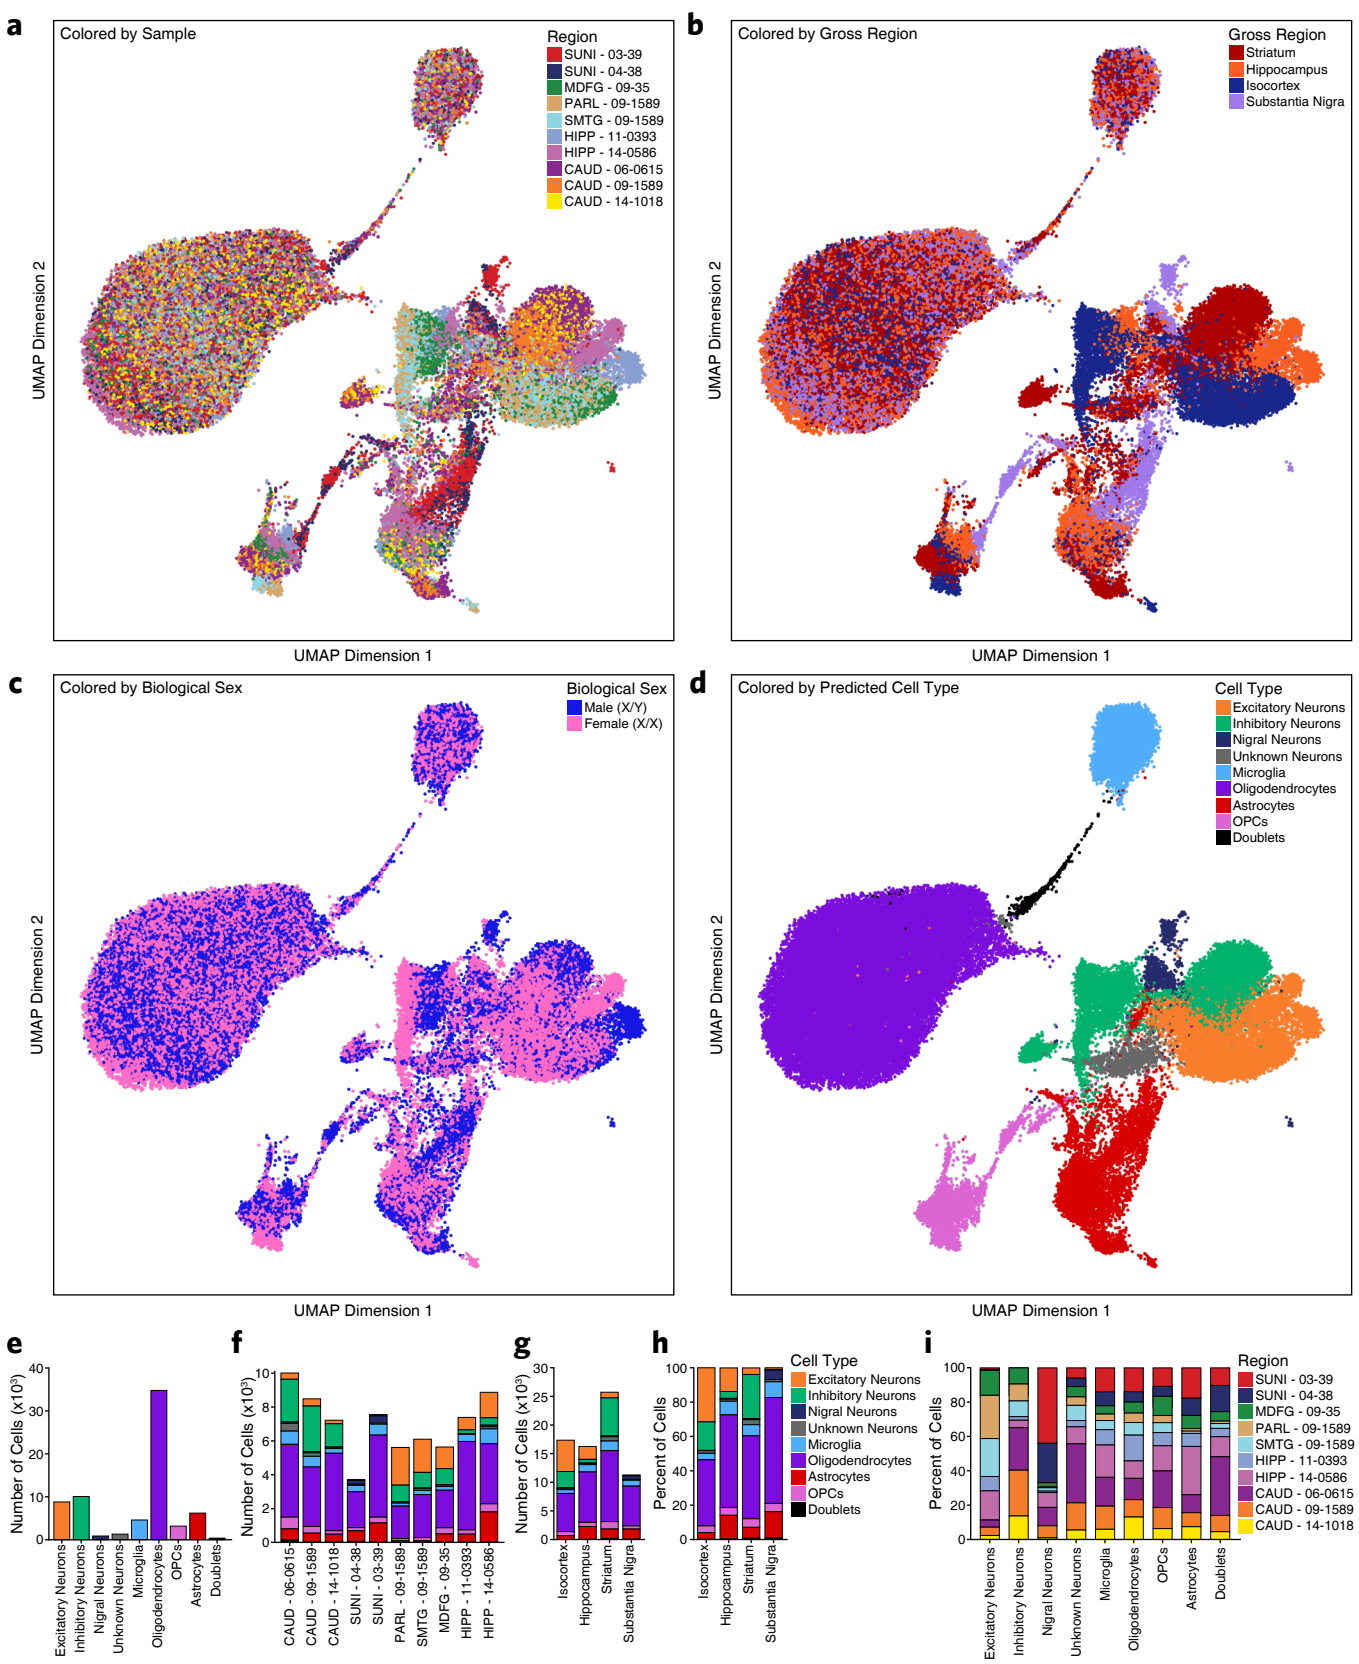 a
Colored by Sample
Region
SUNI - 03-39
SUNI - 04-38
MDFG - 09-35
PARL - 09-1589
SMTG - 09-1589
HIPP - 11-0393
HIPP - 14-0586
CAUD - 06-0615
CAUD - 09-1589
CAUD - 14-1018
UMAP Dimension 2
UMAP Dimension 1
b
Colored by Gross Region
Gross Region
Striatum
Hippocampus
Isocortex
Substantia Nigra
UMAP Dimension 2
UMAP Dimension 1
c
Colored by Biological Sex
Biological Sex
Male (X/Y)
Female (X/X)
UMAP Dimension 2
UMAP Dimension 1
d
Colored by Predicted Cell Type
Cell Type
Excitatory Neurons
Inhibitory Neurons
Nigral Neurons
Unknown Neurons
Microglia
Oligodendrocytes
Astrocytes
OPCs
Doublets
UMAP Dimension 2
UMAP Dimension 1
e
Number of Cells (x10³)
40
30
20
10
0
Excitatory Neurons
Inhibitory Neurons
Nigral Neurons
Unknown Neurons
Microglia
Oligodendrocytes
OPCs
Astrocytes
Doublets
f
Number of Cells (x10³)
10
8
6
4
2
0
CAUD - 06-0615
CAUD - 09-1589
CAUD - 14-1018
SUNI - 04-38
SUNI - 03-39
PARL - 09-1589
SMTG - 09-1589
MDFG - 09-35
HIPP - 11-0393
HIPP - 14-0586
g
Number of Cells (x10³)
30
25
20
15
10
5
0
Isocortex
Hippocampus
Striatum
Substantia Nigra
h
Percent of Cells
100
80
60
40
20
0
Isocortex
Hippocampus
Striatum
Substantia Nigra
Cell Type
Excitatory Neurons
Inhibitory Neurons
Nigral Neurons
Unknown Neurons
Microglia
Oligodendrocytes
Astrocytes
OPCs
Doublets
i
Percent of Cells
100
80
60
40
20
0
Excitatory Neurons
Inhibitory Neurons
Nigral Neurons
Unknown Neurons
Microglia
Oligodendrocytes
OPCs
Astrocytes
Doublets
Region
SUNI - 03-39
SUNI - 04-38
MDFG - 09-35
PARL - 09-1589
SMTG - 09-1589
HIPP - 11-0393
HIPP - 14-0586
CAUD - 06-0615
CAUD - 09-1589
CAUD - 14-1018